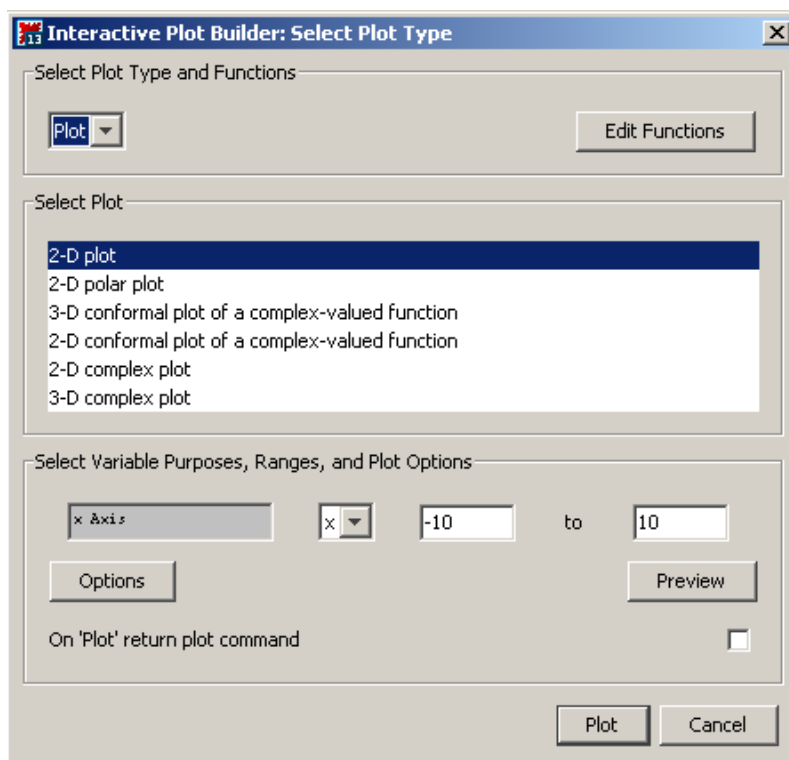 13 Interactive Plot Builder: Select Plot Type
Select Plot Type and Functions
Plot Edit Functions
Select Plot
2-D plot
2-D polar plot
3-D conformal plot of a complex-valued function
2-D conformal plot of a complex-valued function
2-D complex plot
3-D complex plot
Select Variable Purposes, Ranges, and Plot Options
x Axis x -10 to 10
Options Preview
On 'Plot' return plot command
Plot Cancel